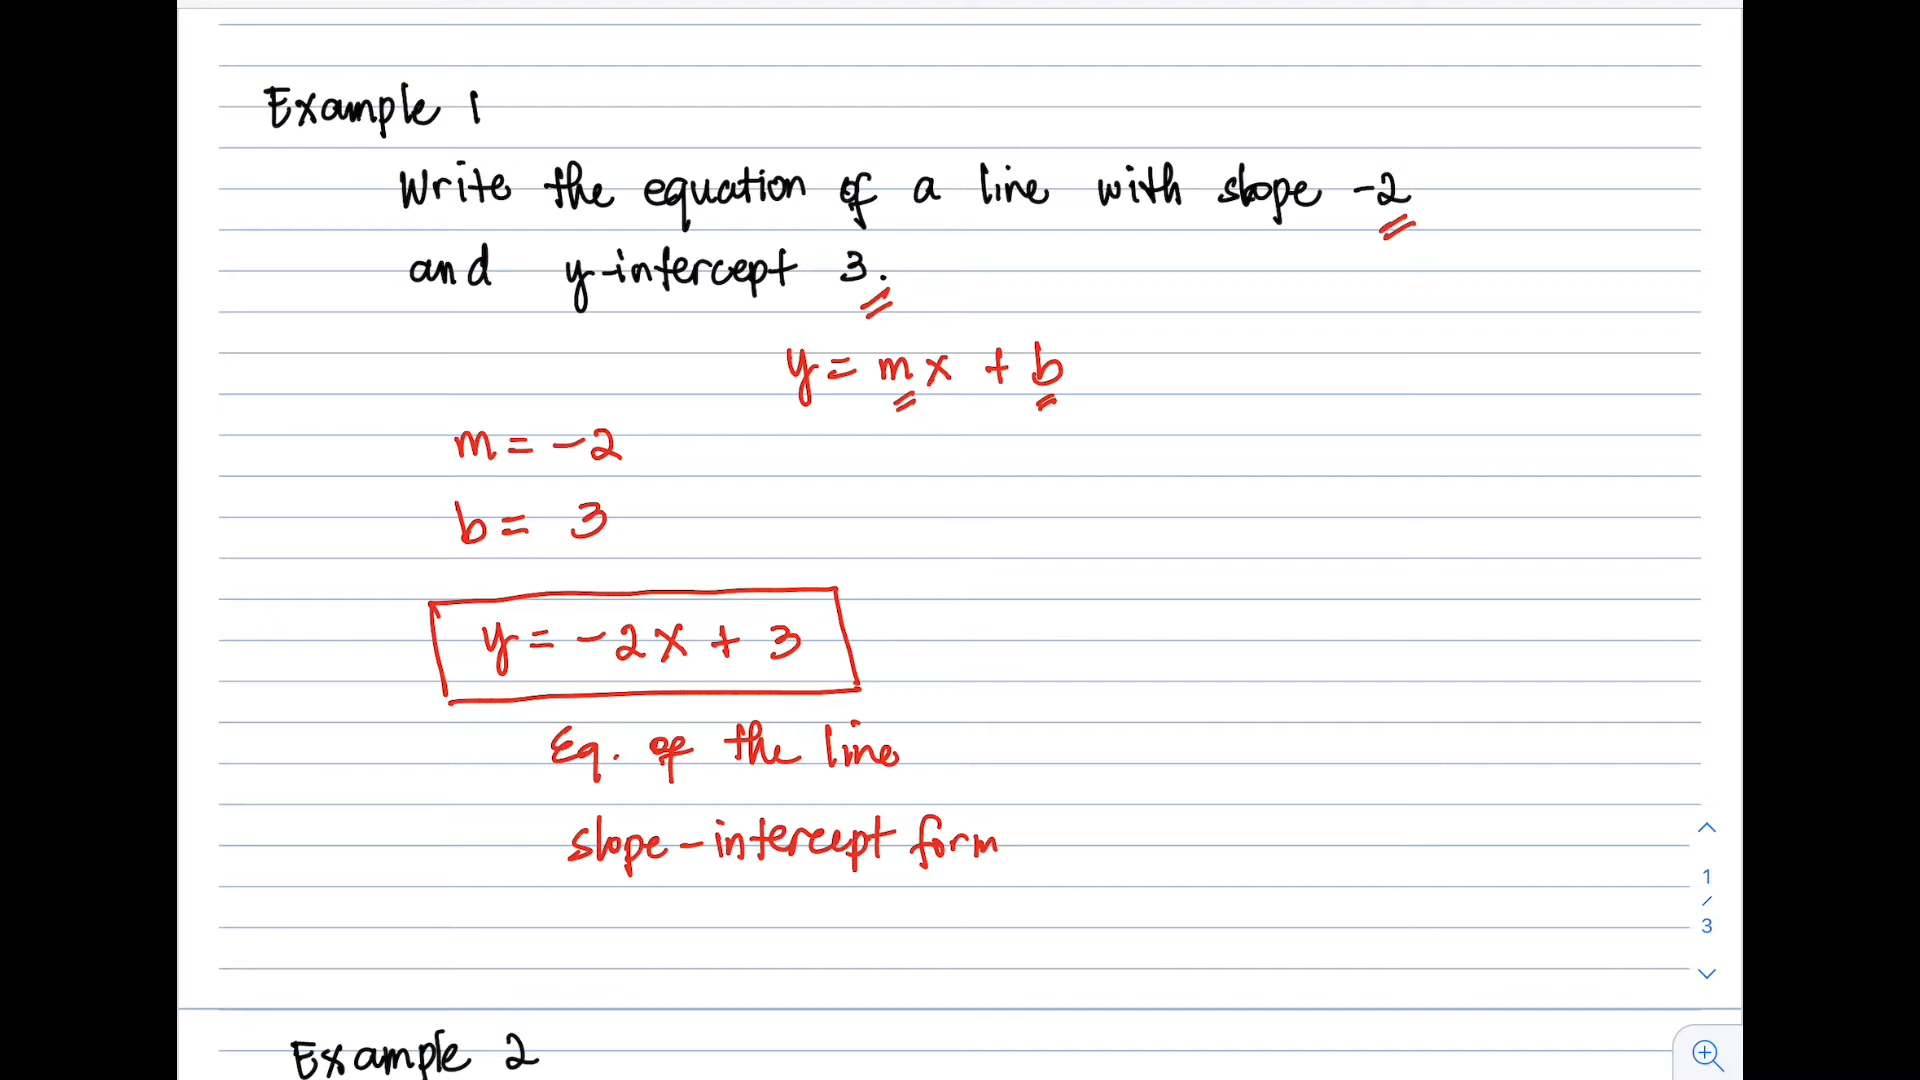 Example 1
Write the equation of a line with slope -2
and y-intercept 3.
y = mx + b
m = -2
b = 3
y = -2x + 3
Eq. of the line
slope-intercept form
1
/
3
Example 2